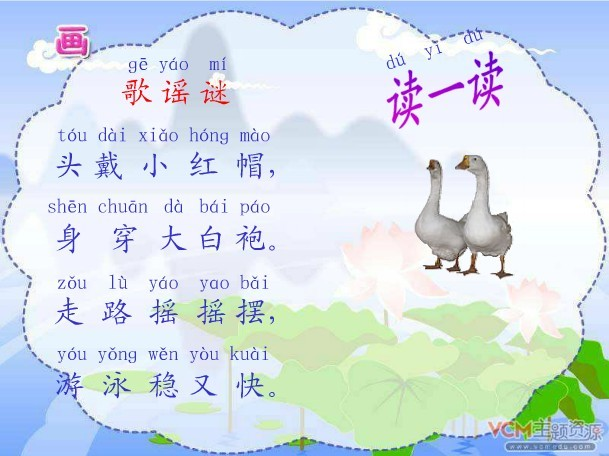 画
gē yáo mí
歌谣谜
dú yī dú
读一读
tóu dài xiǎo hóng mào
头戴小红帽，
shēn chuān dà bái páo
身穿大白袍。
zǒu lù yáo yao bǎi
走路摇摇摆，
yóu yǒng wěn yòu kuài
游泳稳又快。
VCM主题资源